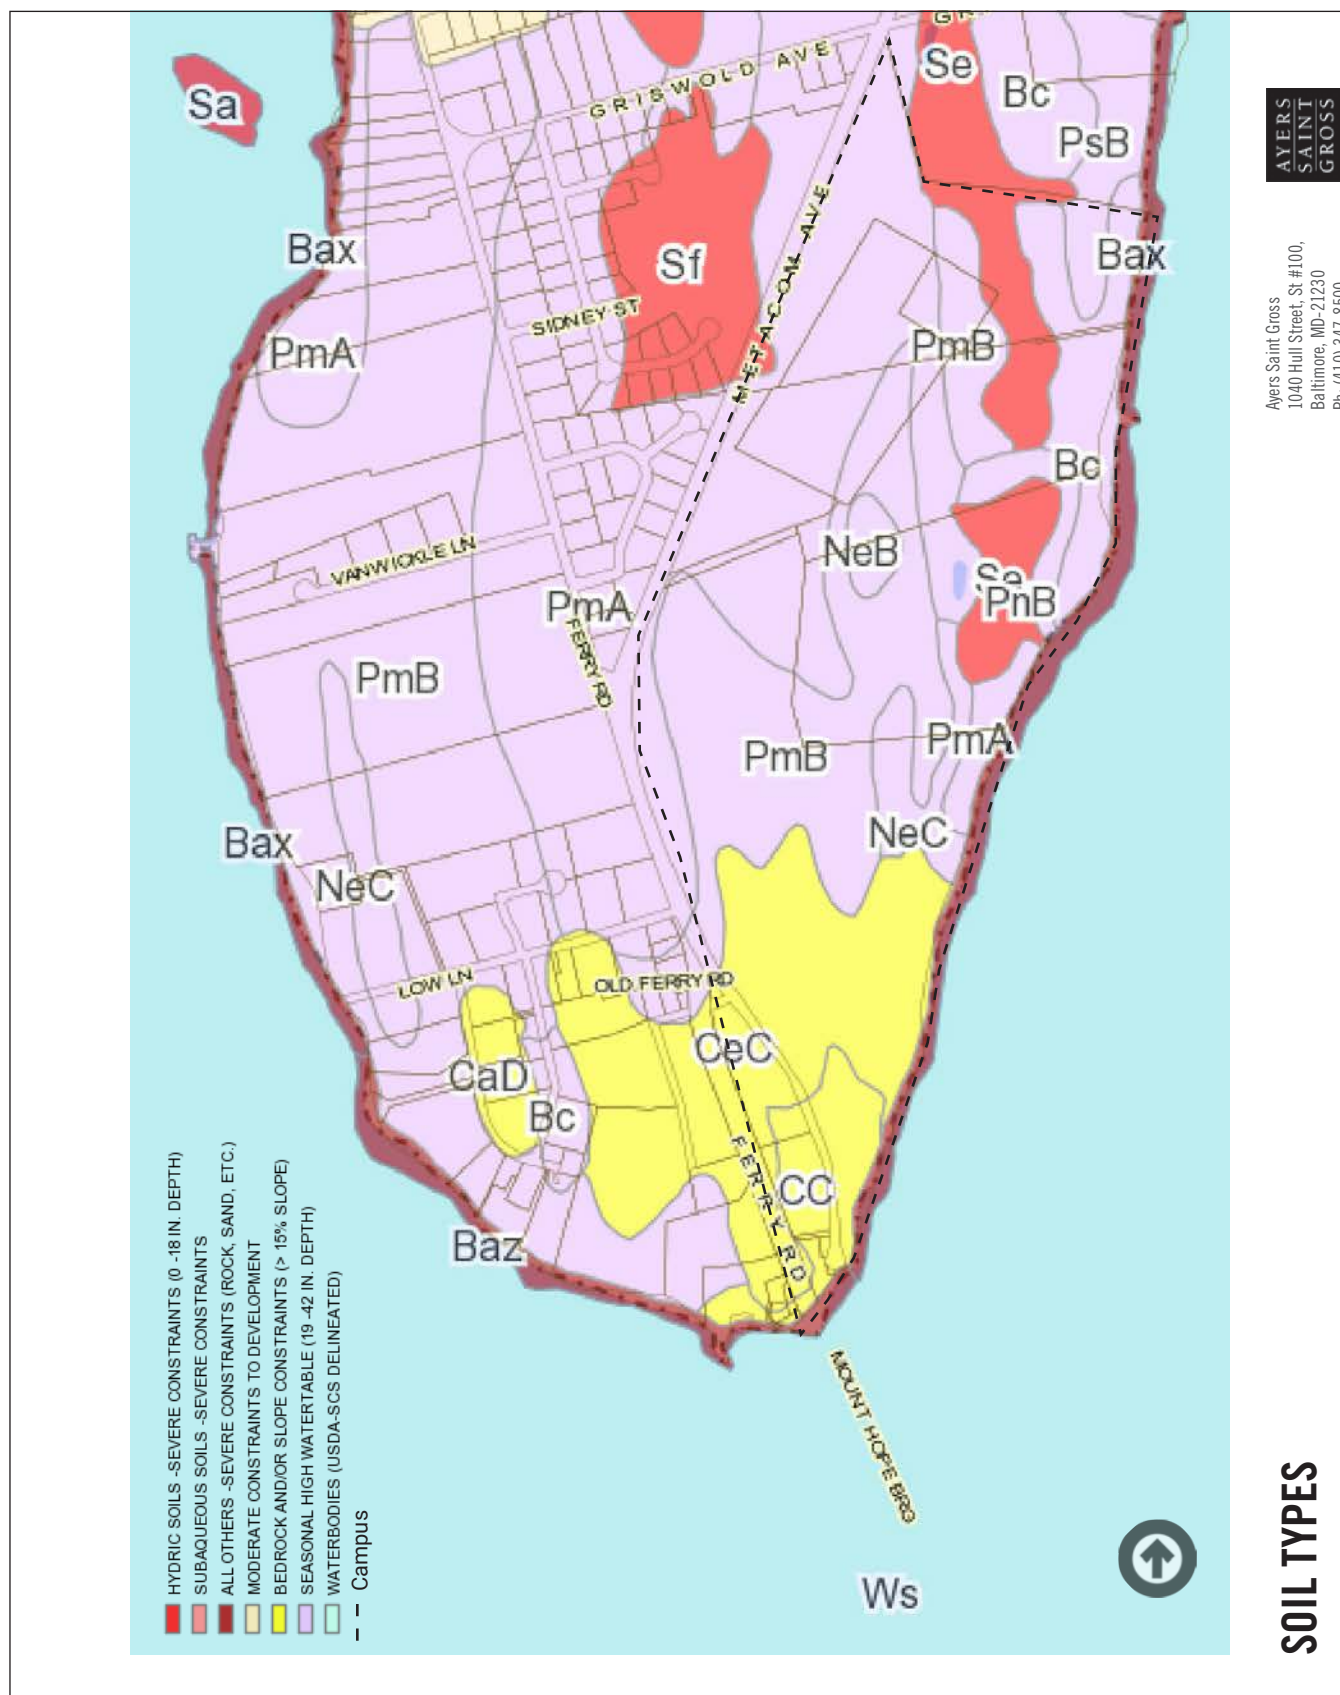 Sa
Se
Bc
PsB
Bax
Bax
PmA
Sf
PmB
Bc
NeB
Se
PnB
PmA
PmB
PmB
PmA
NeC
Bax
NeC
CeC
CaD
Bc
CC
Baz
Ws
GRISWOLD AVE
METACOM AVE
SIDNEY ST
VANWICKLE LN
FERRY RD
LOW LN
OLD FERRY RD
FERRY RD
MOUNT HOPE BRG
HYDRIC SOILS -SEVERE CONSTRAINTS (0 -18 IN. DEPTH)
SUBAQUEOUS SOILS -SEVERE CONSTRAINTS
ALL OTHERS -SEVERE CONSTRAINTS (ROCK, SAND, ETC.)
MODERATE CONSTRAINTS TO DEVELOPMENT
BEDROCK AND/OR SLOPE CONSTRAINTS (> 15% SLOPE)
SEASONAL HIGH WATERTABLE (19 -42 IN. DEPTH)
WATERBODIES (USDA-SCS DELINEATED)
Campus
SOIL TYPES
AYERS
SAINT
GROSS
Ayers Saint Gross
1040 Hull Street, St #100,
Baltimore, MD-21230